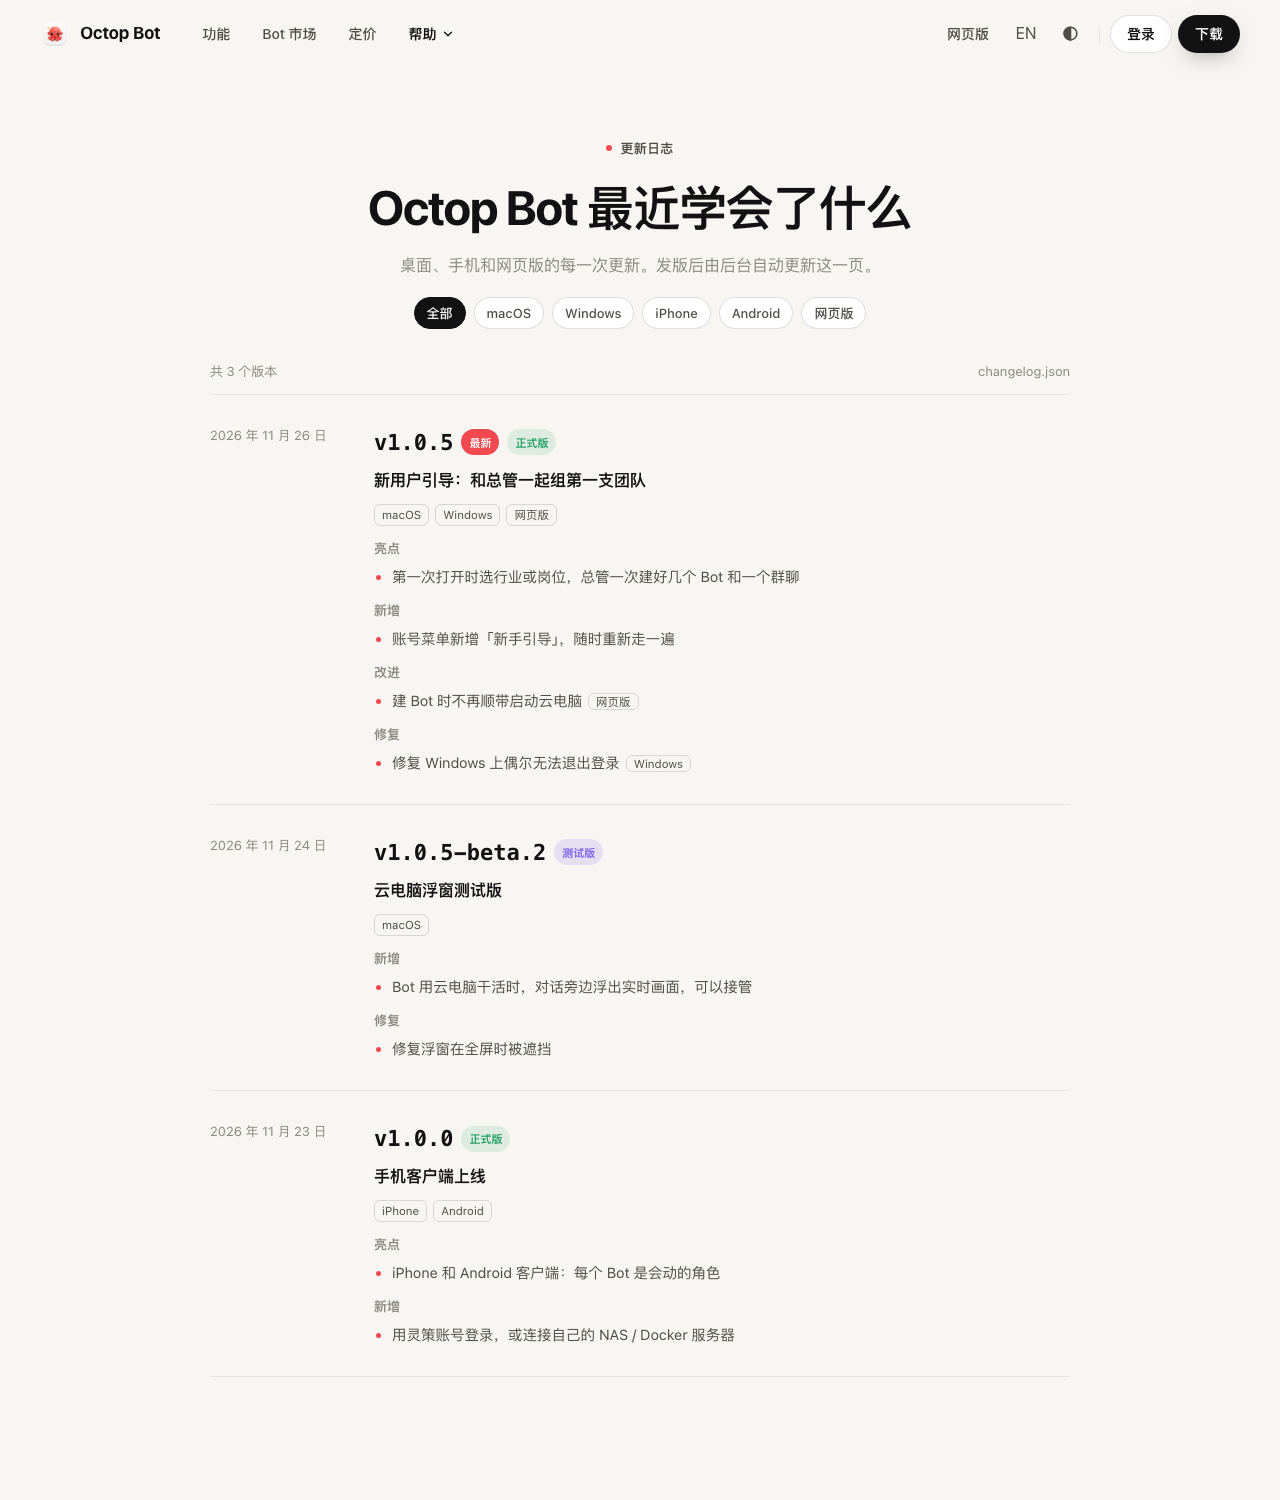 Octop Bot 功能 Bot 市场 定价 帮助 网页版 EN 登录 下载
更新日志
Octop Bot 最近学会了什么
桌面、手机和网页版的每一次更新。发版后由后台自动更新这一页。
全部 macOS Windows iPhone Android 网页版
共 3 个版本 changelog.json
2026 年 11 月 26 日 v1.0.5 最新 正式版
新用户引导：和总管一起组第一支团队
macOS Windows 网页版
亮点
第一次打开时选行业或岗位，总管一次建好几个 Bot 和一个群聊
新增
账号菜单新增「新手引导」，随时重新走一遍
改进
建 Bot 时不再顺带启动云电脑 网页版
修复
修复 Windows 上偶尔无法退出登录 Windows
2026 年 11 月 24 日 v1.0.5-beta.2 测试版
云电脑浮窗测试版
macOS
新增
Bot 用云电脑干活时，对话旁边浮出实时画面，可以接管
修复
修复浮窗在全屏时被遮挡
2026 年 11 月 23 日 v1.0.0 正式版
手机客户端上线
iPhone Android
亮点
iPhone 和 Android 客户端：每个 Bot 是会动的角色
新增
用灵策账号登录，或连接自己的 NAS / Docker 服务器